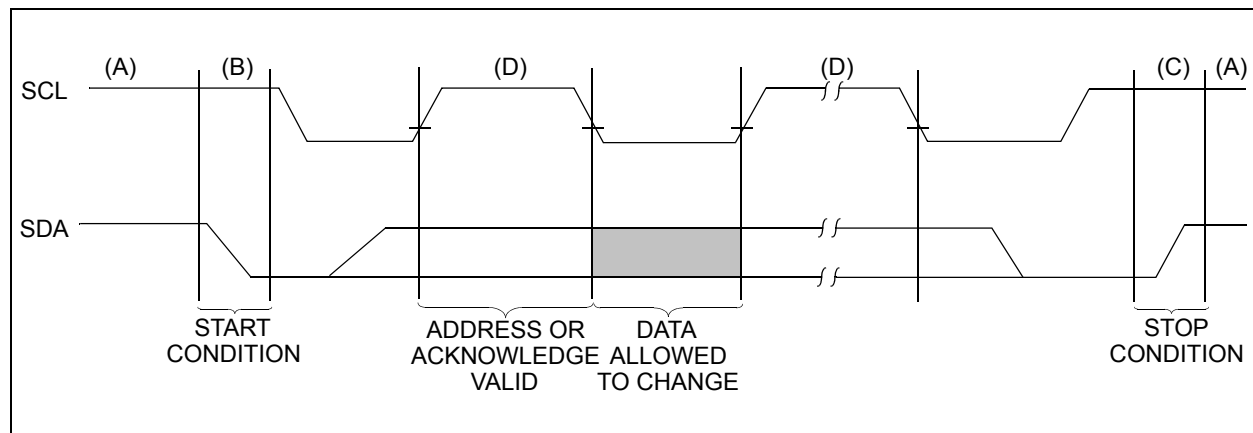 (A) (B) (D) (D) (C) (A)
SCL
SDA
START
CONDITION
ADDRESS OR
ACKNOWLEDGE
VALID
DATA
ALLOWED
TO CHANGE
STOP
CONDITION